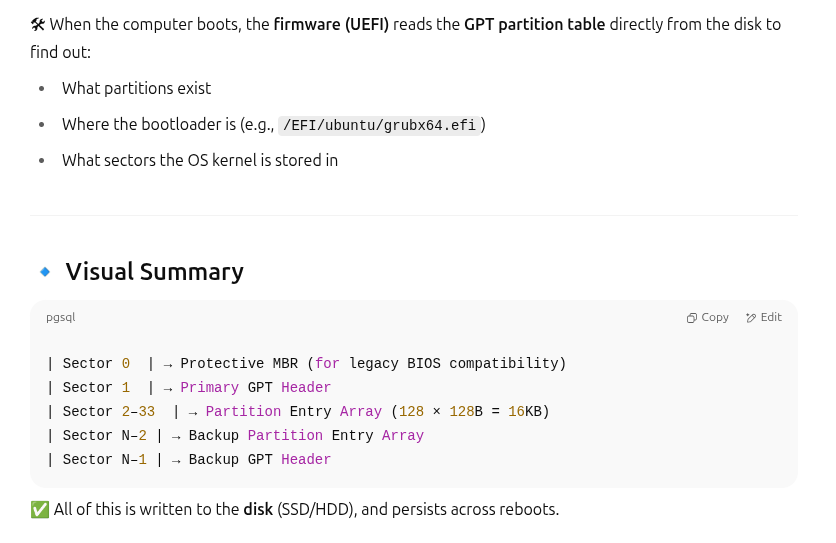 🛠 When the computer boots, the firmware (UEFI) reads the GPT partition table directly from the disk to
find out:
• What partitions exist
• Where the bootloader is (e.g., /EFI/ubuntu/grubx64.efi )
• What sectors the OS kernel is stored in
🔹 Visual Summary
pgsql
Copy Edit
| Sector 0  | → Protective MBR (for legacy BIOS compatibility)
| Sector 1  | → Primary GPT Header
| Sector 2–33  | → Partition Entry Array (128 × 128B = 16KB)
| Sector N–2 | → Backup Partition Entry Array
| Sector N–1 | → Backup GPT Header
✅ All of this is written to the disk (SSD/HDD), and persists across reboots.